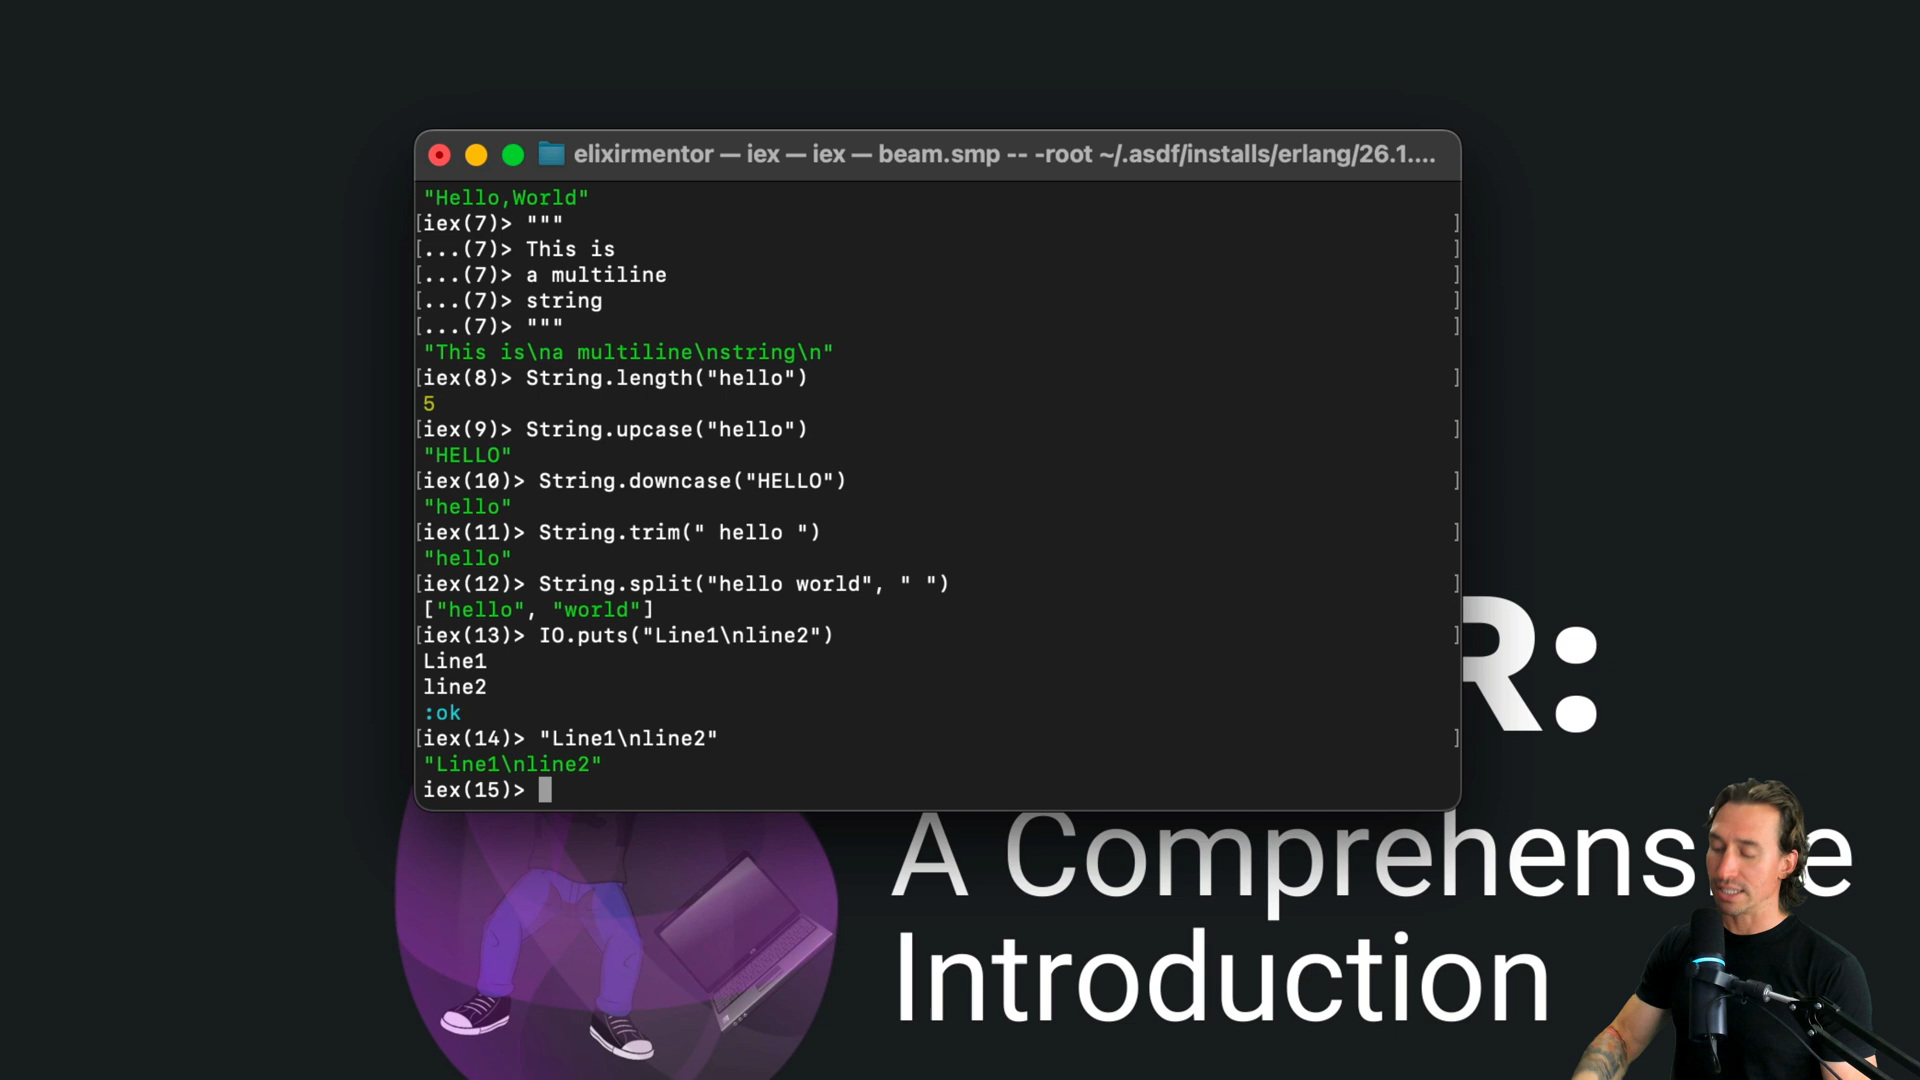 elixirmentor — iex — iex — beam.smp -- -root ~/.asdf/installs/erlang/26.1....
"Hello,World"
[iex(7)> """ ]
[...(7)> This is ]
[...(7)> a multiline ]
[...(7)> string ]
[...(7)> """ ]
"This is\na multiline\nstring\n"
[iex(8)> String.length("hello") ]
5
[iex(9)> String.upcase("hello") ]
"HELLO"
[iex(10)> String.downcase("HELLO") ]
"hello"
[iex(11)> String.trim(" hello ") ]
"hello"
[iex(12)> String.split("hello world", " ") ]
["hello", "world"]
[iex(13)> IO.puts("Line1\nline2") ]
Line1
line2
:ok
[iex(14)> "Line1\nline2" ]
"Line1\nline2"
iex(15)>
R:
A Comprehens e
Introduction